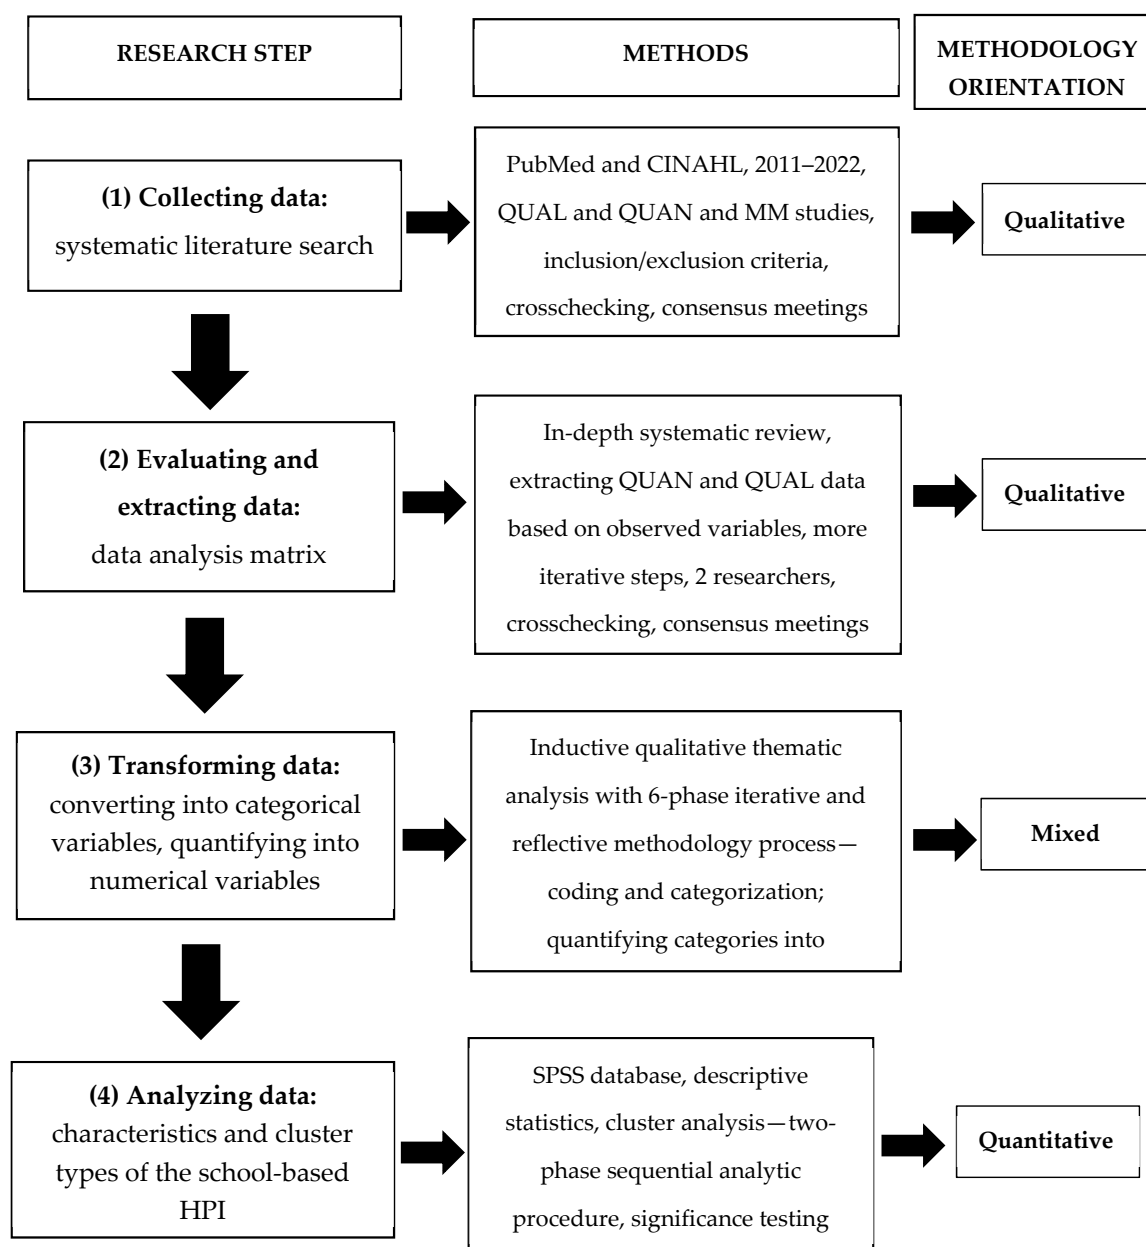 RESEARCH STEP
METHODS
METHODOLOGY
ORIENTATION
(1) Collecting data:
systematic literature search
PubMed and CINAHL, 2011–2022,
QUAL and QUAN and MM studies,
inclusion/exclusion criteria,
crosschecking, consensus meetings
Qualitative
(2) Evaluating and
extracting data:
data analysis matrix
In-depth systematic review,
extracting QUAN and QUAL data
based on observed variables, more
iterative steps, 2 researchers,
crosschecking, consensus meetings
Qualitative
(3) Transforming data:
converting into categorical
variables, quantifying into
numerical variables
Inductive qualitative thematic
analysis with 6-phase iterative and
reflective methodology process—
coding and categorization;
quantifying categories into
Mixed
(4) Analyzing data:
characteristics and cluster
types of the school-based
HPI
SPSS database, descriptive
statistics, cluster analysis—two-
phase sequential analytic
procedure, significance testing
Quantitative